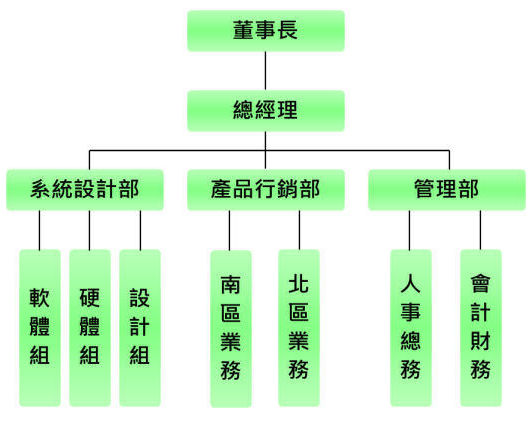 董事長
總經理
系統設計部
產品行銷部
管理部
軟體組
硬體組
設計組
南區業務
北區業務
人事總務
會計財務